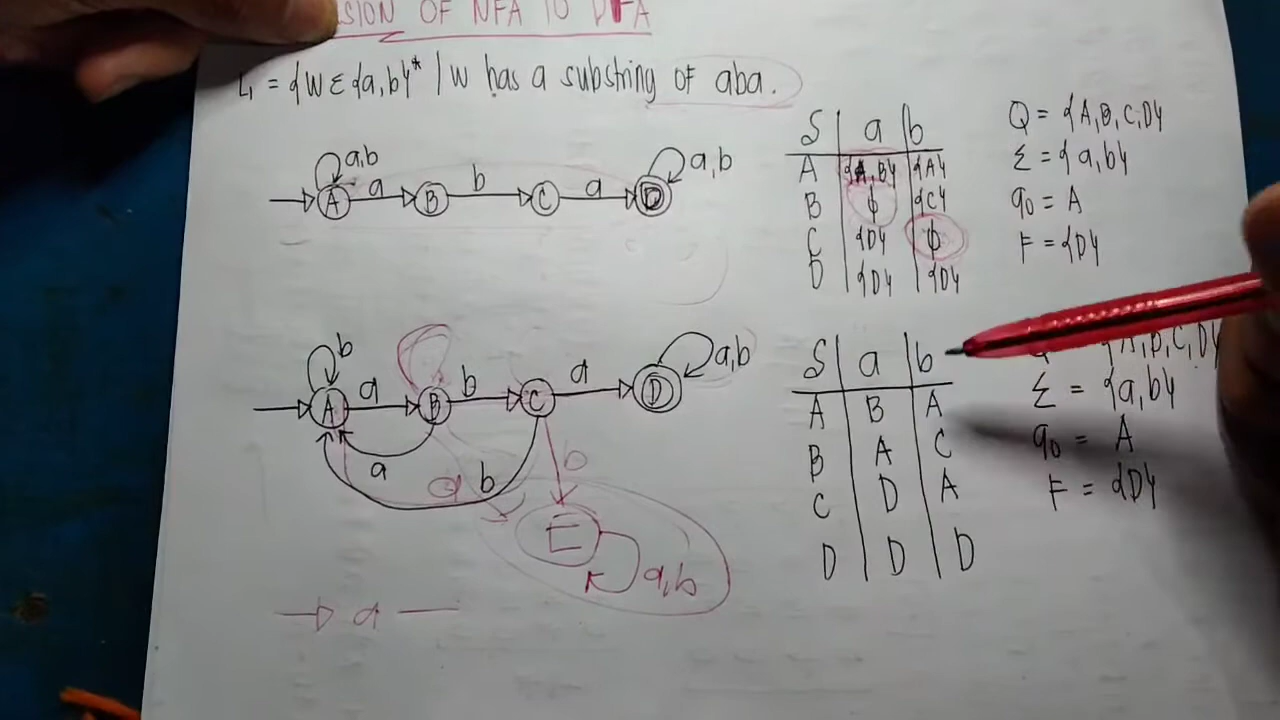 SION OF NFA TO DFA
L₁ = {w ε {a,b}* / w has a substring of aba.
a,b
a
b
a
a,b
A
B
C
D
δ | a | b
A | {A,B} | {A}
B | ϕ | {C}
C | {D} | ϕ
D | {D} | {D}
Q = {A,B,C,D}
Σ = {a,b}
q₀ = A
F = {D}
b
a
b
a
a,b
A
B
C
D
a
b
a
b
E
a,b
a
δ | a | b
A | B | A
B | A | C
C | D | A
D | D | D
Q = {A,B,C,D}
Σ = {a,b}
q₀ = A
F = {D}